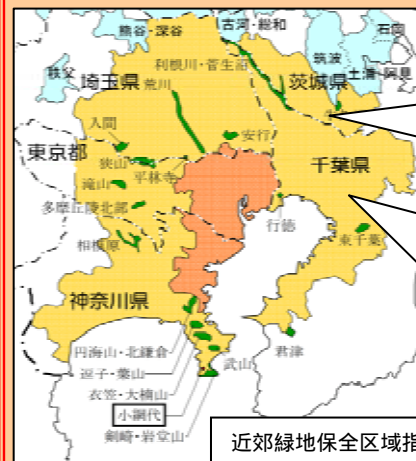 熊谷・深谷
古河・総和
石岡
筑波
秩父
利根川・菅生沼
土浦・阿見
埼玉県
荒川
茨城県
入間
安行
東京都
狭山
平林寺
千葉県
滝山
多摩丘陵北部
行徳
相模原
東千葉
神奈川県
円海山・北鎌倉
君津
逗子・葉山
武山
衣笠・大楠山
小網代
剣崎・岩堂山
近郊緑地保全区域指